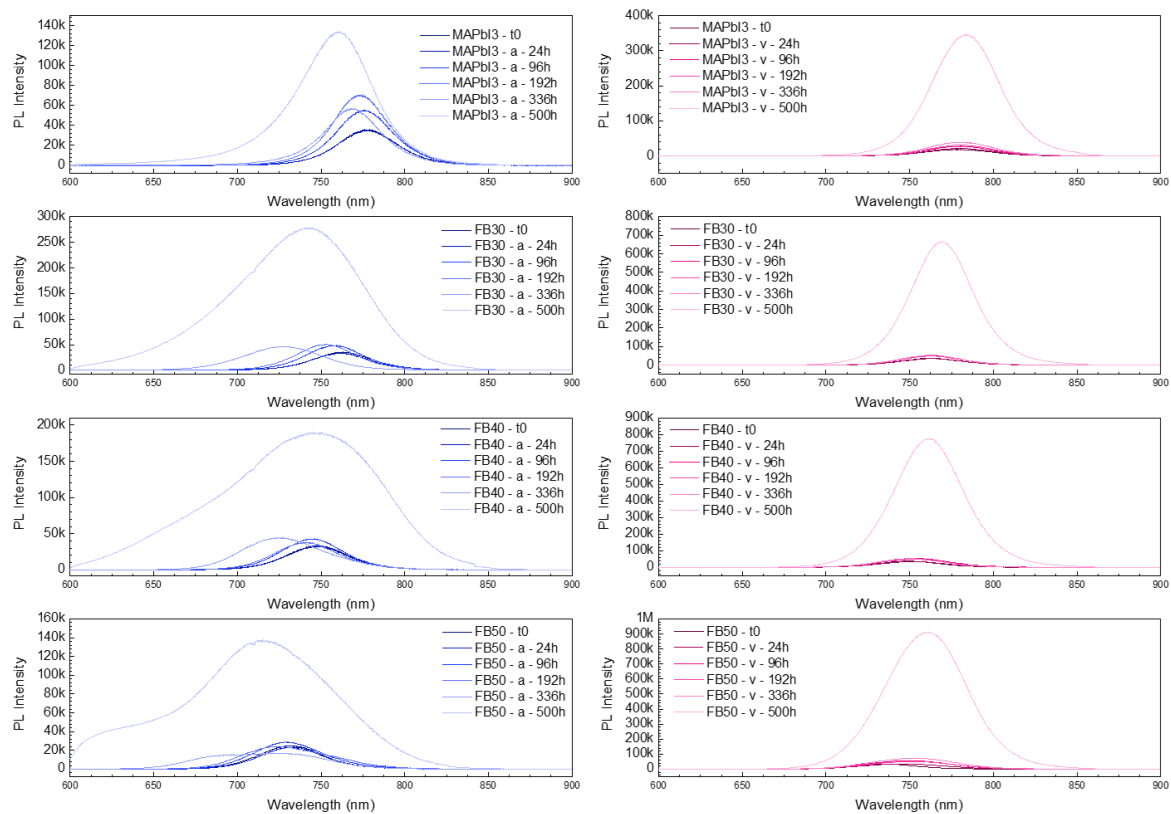 140k
120k
100k
80k
60k
40k
20k
0
PL Intensity
MAPbI3 - t0
MAPbI3 - a - 24h
MAPbI3 - a - 96h
MAPbI3 - a - 192h
MAPbI3 - a - 336h
MAPbI3 - a - 500h
600 650 700 750 800 850 900
Wavelength (nm)
400k
300k
200k
100k
0
PL Intensity
MAPbI3 - t0
MAPbI3 - v - 24h
MAPbI3 - v - 96h
MAPbI3 - v - 192h
MAPbI3 - v - 336h
MAPbI3 - v - 500h
600 650 700 750 800 850 900
Wavelength (nm)
300k
250k
200k
150k
100k
50k
0
PL Intensity
FB30 - t0
FB30 - a - 24h
FB30 - a - 96h
FB30 - a - 192h
FB30 - a - 336h
FB30 - a - 500h
600 650 700 750 800 850 900
Wavelength (nm)
800k
700k
600k
500k
400k
300k
200k
100k
0
PL Intensity
FB30 - t0
FB30 - v - 24h
FB30 - v - 96h
FB30 - v - 192h
FB30 - v - 336h
FB30 - v - 500h
600 650 700 750 800 850 900
Wavelength (nm)
200k
150k
100k
50k
0
PL Intensity
FB40 - t0
FB40 - a - 24h
FB40 - a - 96h
FB40 - a - 192h
FB40 - a - 336h
FB40 - a - 500h
600 650 700 750 800 850 900
Wavelength (nm)
900k
800k
700k
600k
500k
400k
300k
200k
100k
0
PL Intensity
FB40 - t0
FB40 - v - 24h
FB40 - v - 96h
FB40 - v - 192h
FB40 - v - 336h
FB40 - v - 500h
600 650 700 750 800 850 900
Wavelength (nm)
160k
140k
120k
100k
80k
60k
40k
20k
0
PL Intensity
FB50 - t0
FB50 - a - 24h
FB50 - a - 96h
FB50 - a - 192h
FB50 - a - 336h
FB50 - a - 500h
600 650 700 750 800 850 900
Wavelength (nm)
1M
900k
800k
700k
600k
500k
400k
300k
200k
100k
0
PL Intensity
FB50 - t0
FB50 - v - 24h
FB50 - v - 96h
FB50 - v - 192h
FB50 - v - 336h
FB50 - v - 500h
600 650 700 750 800 850 900
Wavelength (nm)